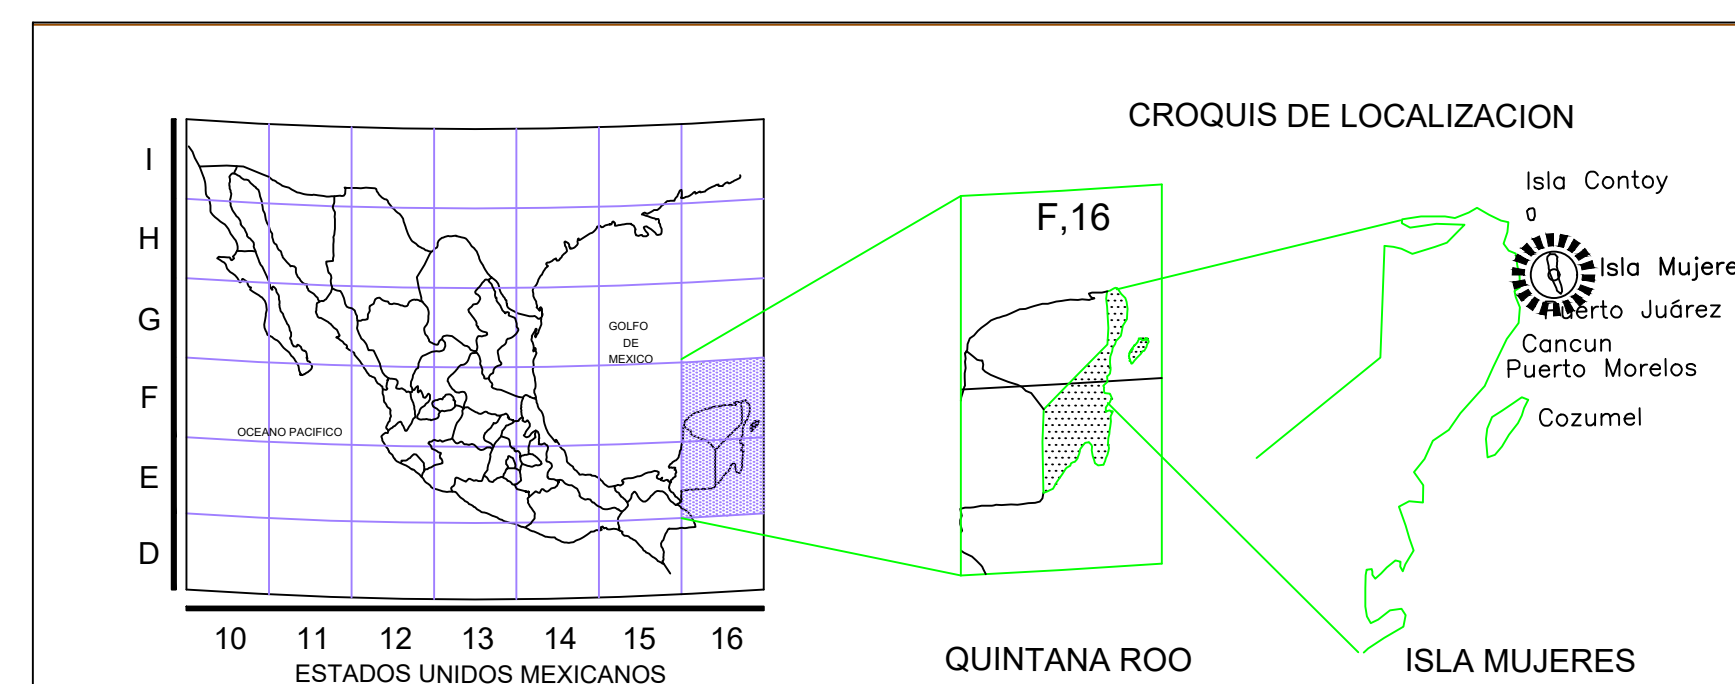 CROQUIS DE LOCALIZACION
I
H
G
F
E
D
GOLFO
DE
MEXICO
OCEANO PACIFICO
10 11 12 13 14 15 16
ESTADOS UNIDOS MEXICANOS
F,16
QUINTANA ROO
Isla Contoy
Isla Mujere
Puerto Juárez
Cancun
Puerto Morelos
Cozumel
ISLA MUJERES